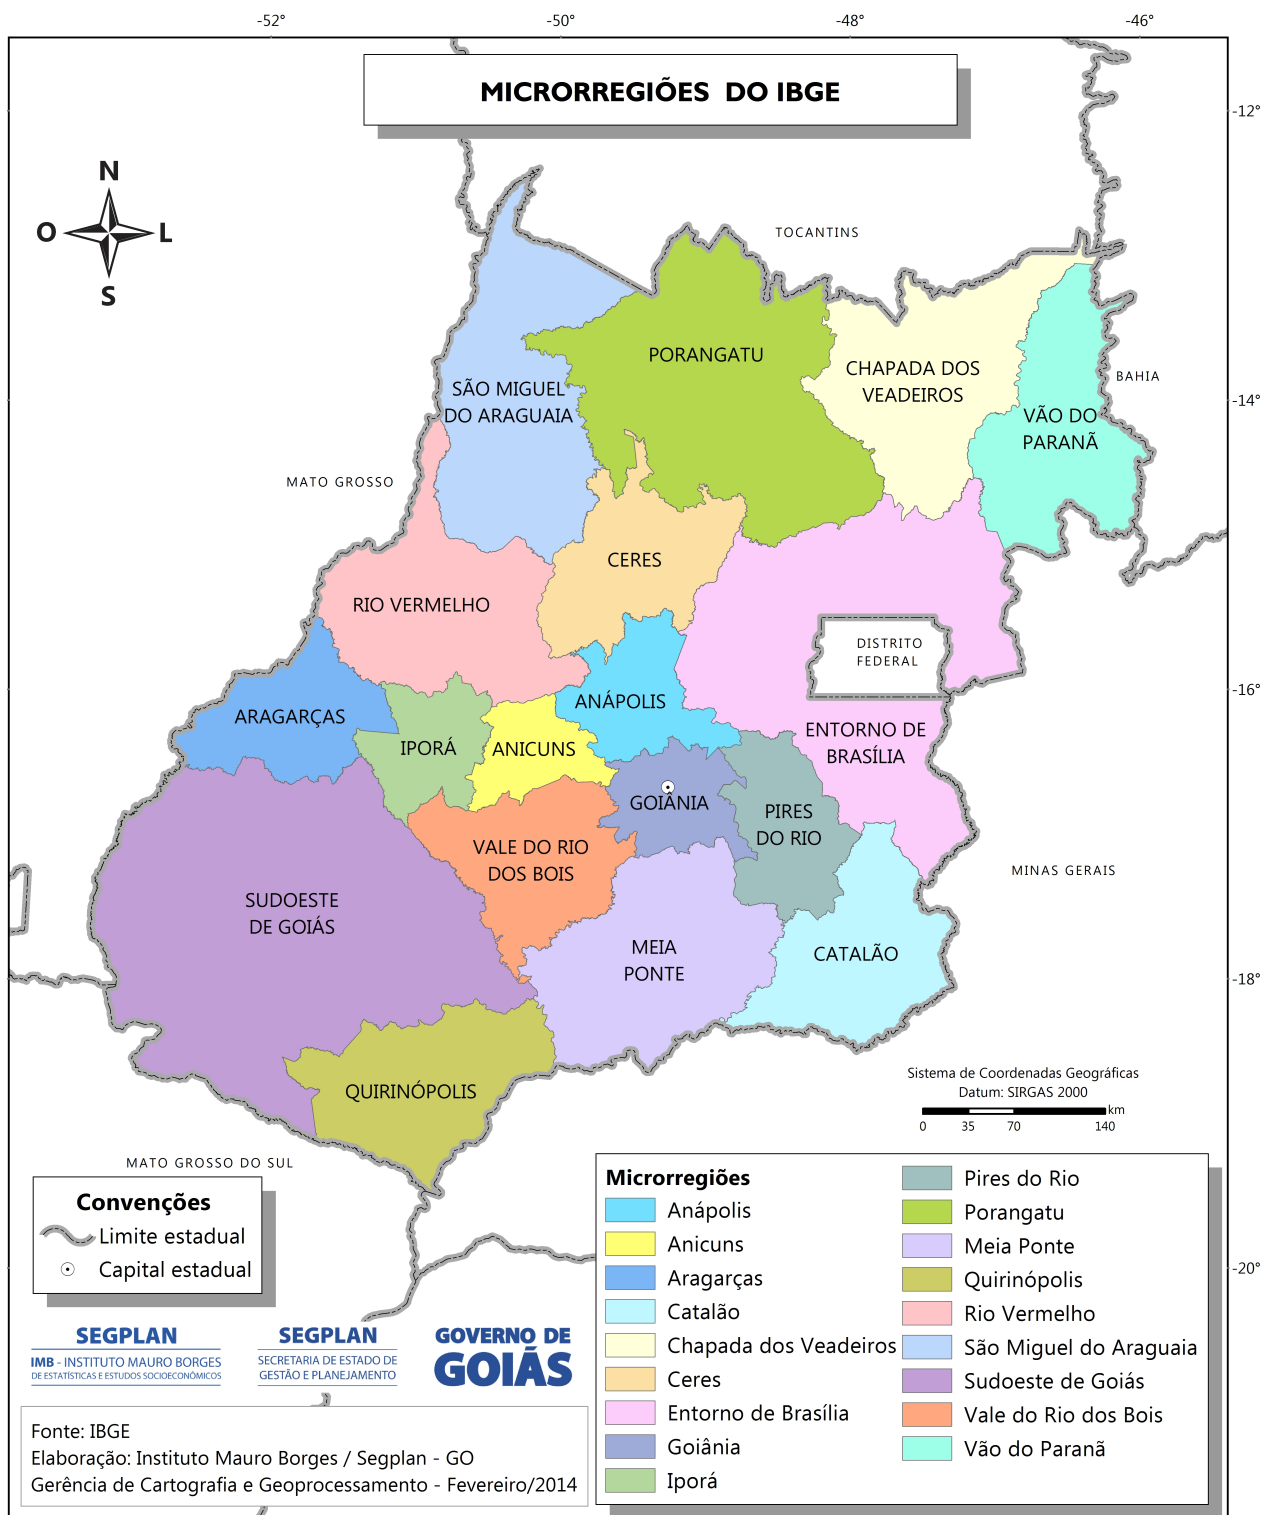 -52°
-50°
-48°
-46°
MICRORREGIÕES DO IBGE
-12°
N
O
L
S
TOCANTINS
PORANGATU
CHAPADA DOS
VEADEIROS
BAHIA
SÃO MIGUEL
DO ARAGUAIA
-14°
VÃO DO
PARANÃ
MATO GROSSO
CERES
RIO VERMELHO
DISTRITO
FEDERAL
-16°
ANÁPOLIS
ARAGARÇAS
ENTORNO DE
BRASÍLIA
IPORÁ
ANICUNS
GOIÂNIA
PIRES
DO RIO
VALE DO RIO
DOS BOIS
MINAS GERAIS
SUDOESTE
DE GOIÁS
MEIA
PONTE
CATALÃO
-18°
QUIRINÓPOLIS
Sistema de Coordenadas Geográficas
Datum: SIRGAS 2000
km
0 35 70 140
MATO GROSSO DO SUL
Convenções
Limite estadual
Capital estadual
Microrregiões
Anápolis
Anicuns
Aragarças
Catalão
Chapada dos Veadeiros
Ceres
Entorno de Brasília
Goiânia
Iporá
Pires do Rio
Porangatu
Meia Ponte
Quirinópolis
Rio Vermelho
São Miguel do Araguaia
Sudoeste de Goiás
Vale do Rio dos Bois
Vão do Paranã
-20°
SEGPLAN
IMB - INSTITUTO MAURO BORGES
DE ESTATÍSTICAS E ESTUDOS SOCIOECONÔMICOS
SEGPLAN
SECRETARIA DE ESTADO DE
GESTÃO E PLANEJAMENTO
GOVERNO DE
GOIÁS
Fonte: IBGE
Elaboração: Instituto Mauro Borges / Segplan - GO
Gerência de Cartografia e Geoprocessamento - Fevereiro/2014